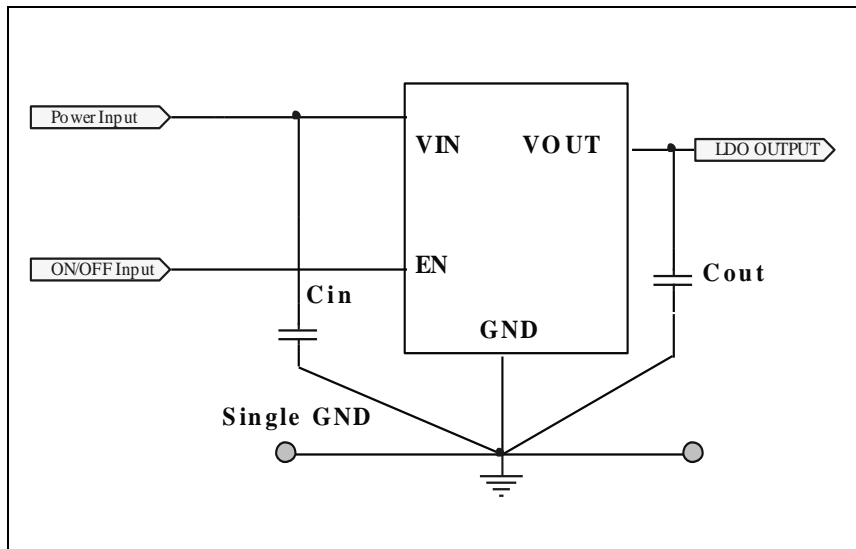 Power Input
VIN
VOUT
LDO OUTPUT
ON/OFF Input
EN
Cin
Cout
GND
Single GND